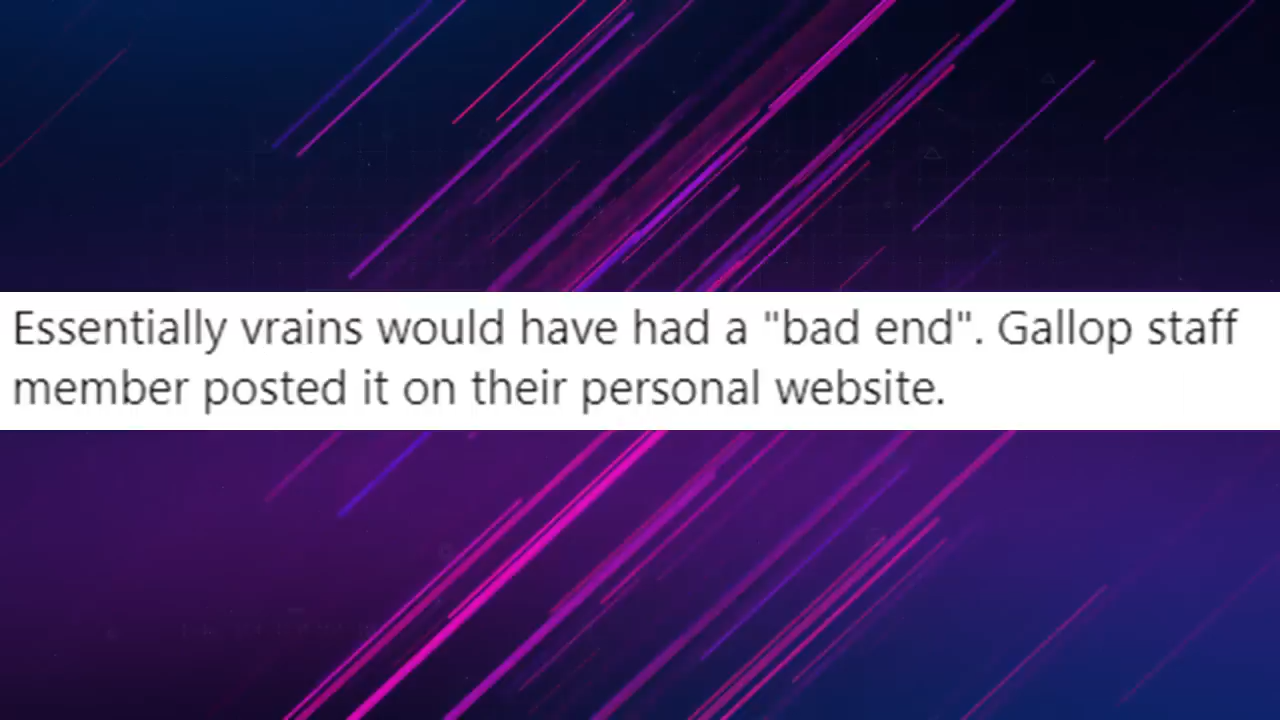 Essentially vrains would have had a "bad end". Gallop staff
member posted it on their personal website.